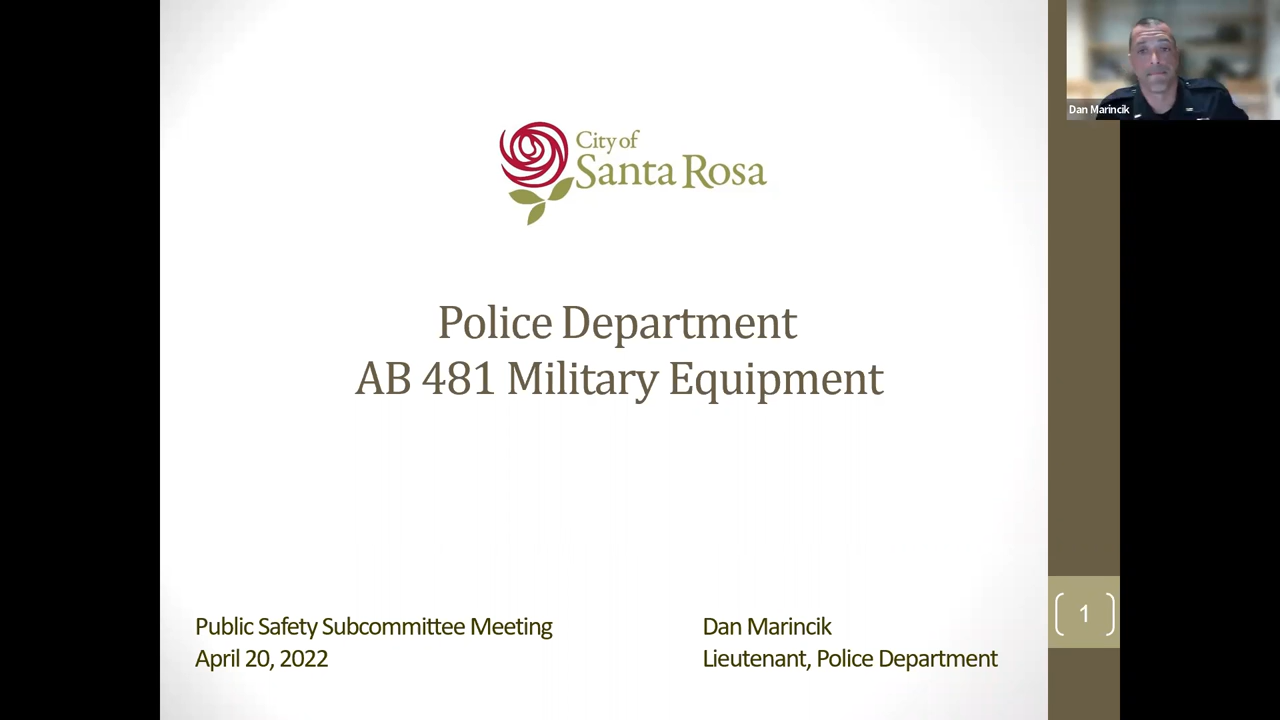 City of
Santa Rosa
Dan Marincik
Police Department
AB 481 Military Equipment
Public Safety Subcommittee Meeting
April 20, 2022
Dan Marincik
Lieutenant, Police Department
1